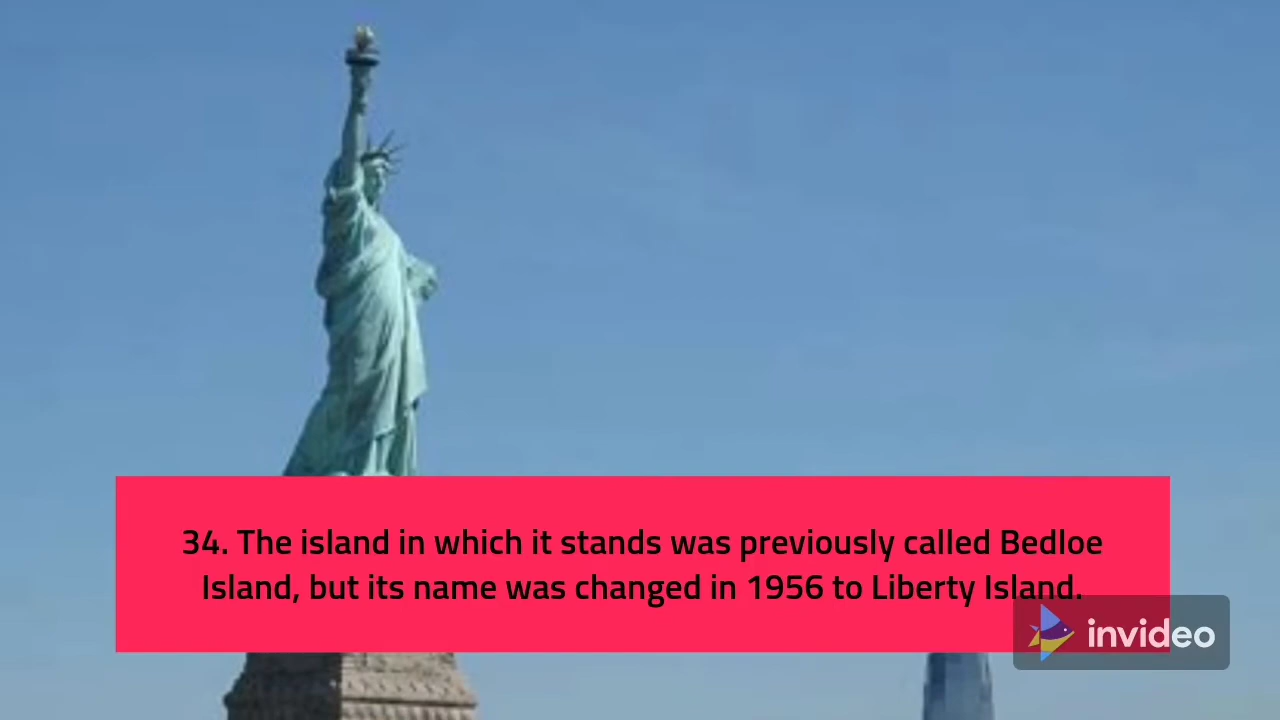 34. The island in which it stands was previously called Bedloe
Island, but its name was changed in 1956 to Liberty Island.
invideo